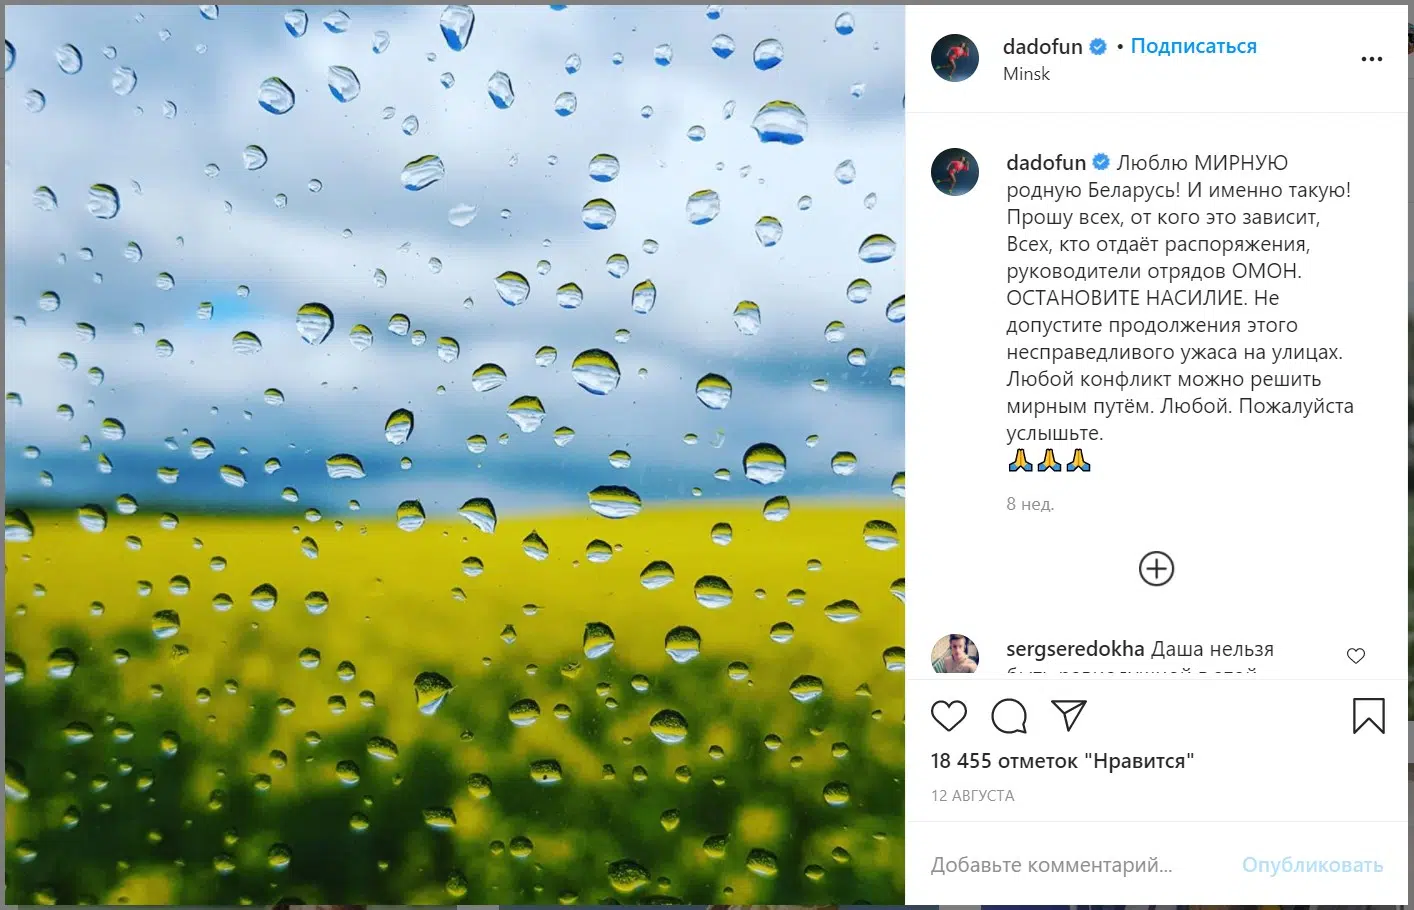 dadofun • Подписаться
Minsk
dadofun Люблю МИРНУЮ
родную Беларусь! И именно такую!
Прошу всех, от кого это зависит,
Всех, кто отдаёт распоряжения,
руководители отрядов ОМОН.
ОСТАНОВИТЕ НАСИЛИЕ. Не
допустите продолжения этого
несправедливого ужаса на улицах.
Любой конфликт можно решить
мирным путём. Любой. Пожалуйста
услышьте.
🙏🙏🙏
8 нед.
sergseredokha Даша нельзя
18 455 отметок "Нравится"
12 АВГУСТА
Добавьте комментарий...
Опубликовать